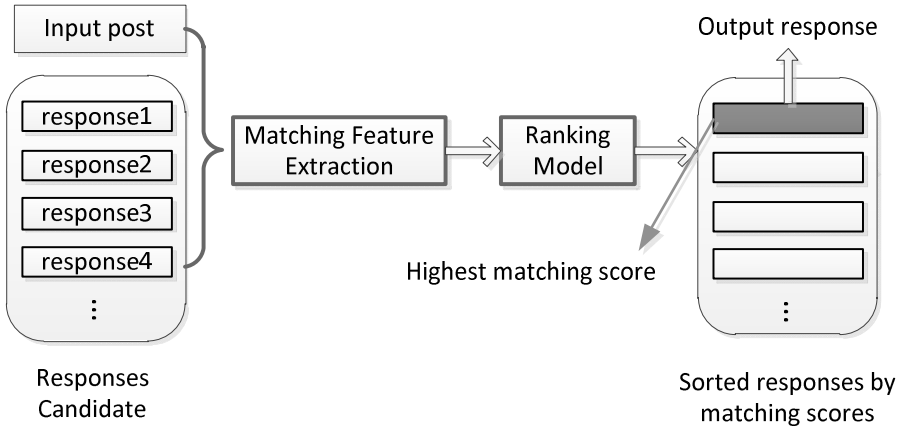 Input post
response1
response2
response3
response4
Responses
Candidate
Matching Feature
Extraction
Ranking
Model
Output response
Highest matching score
Sorted responses by
matching scores